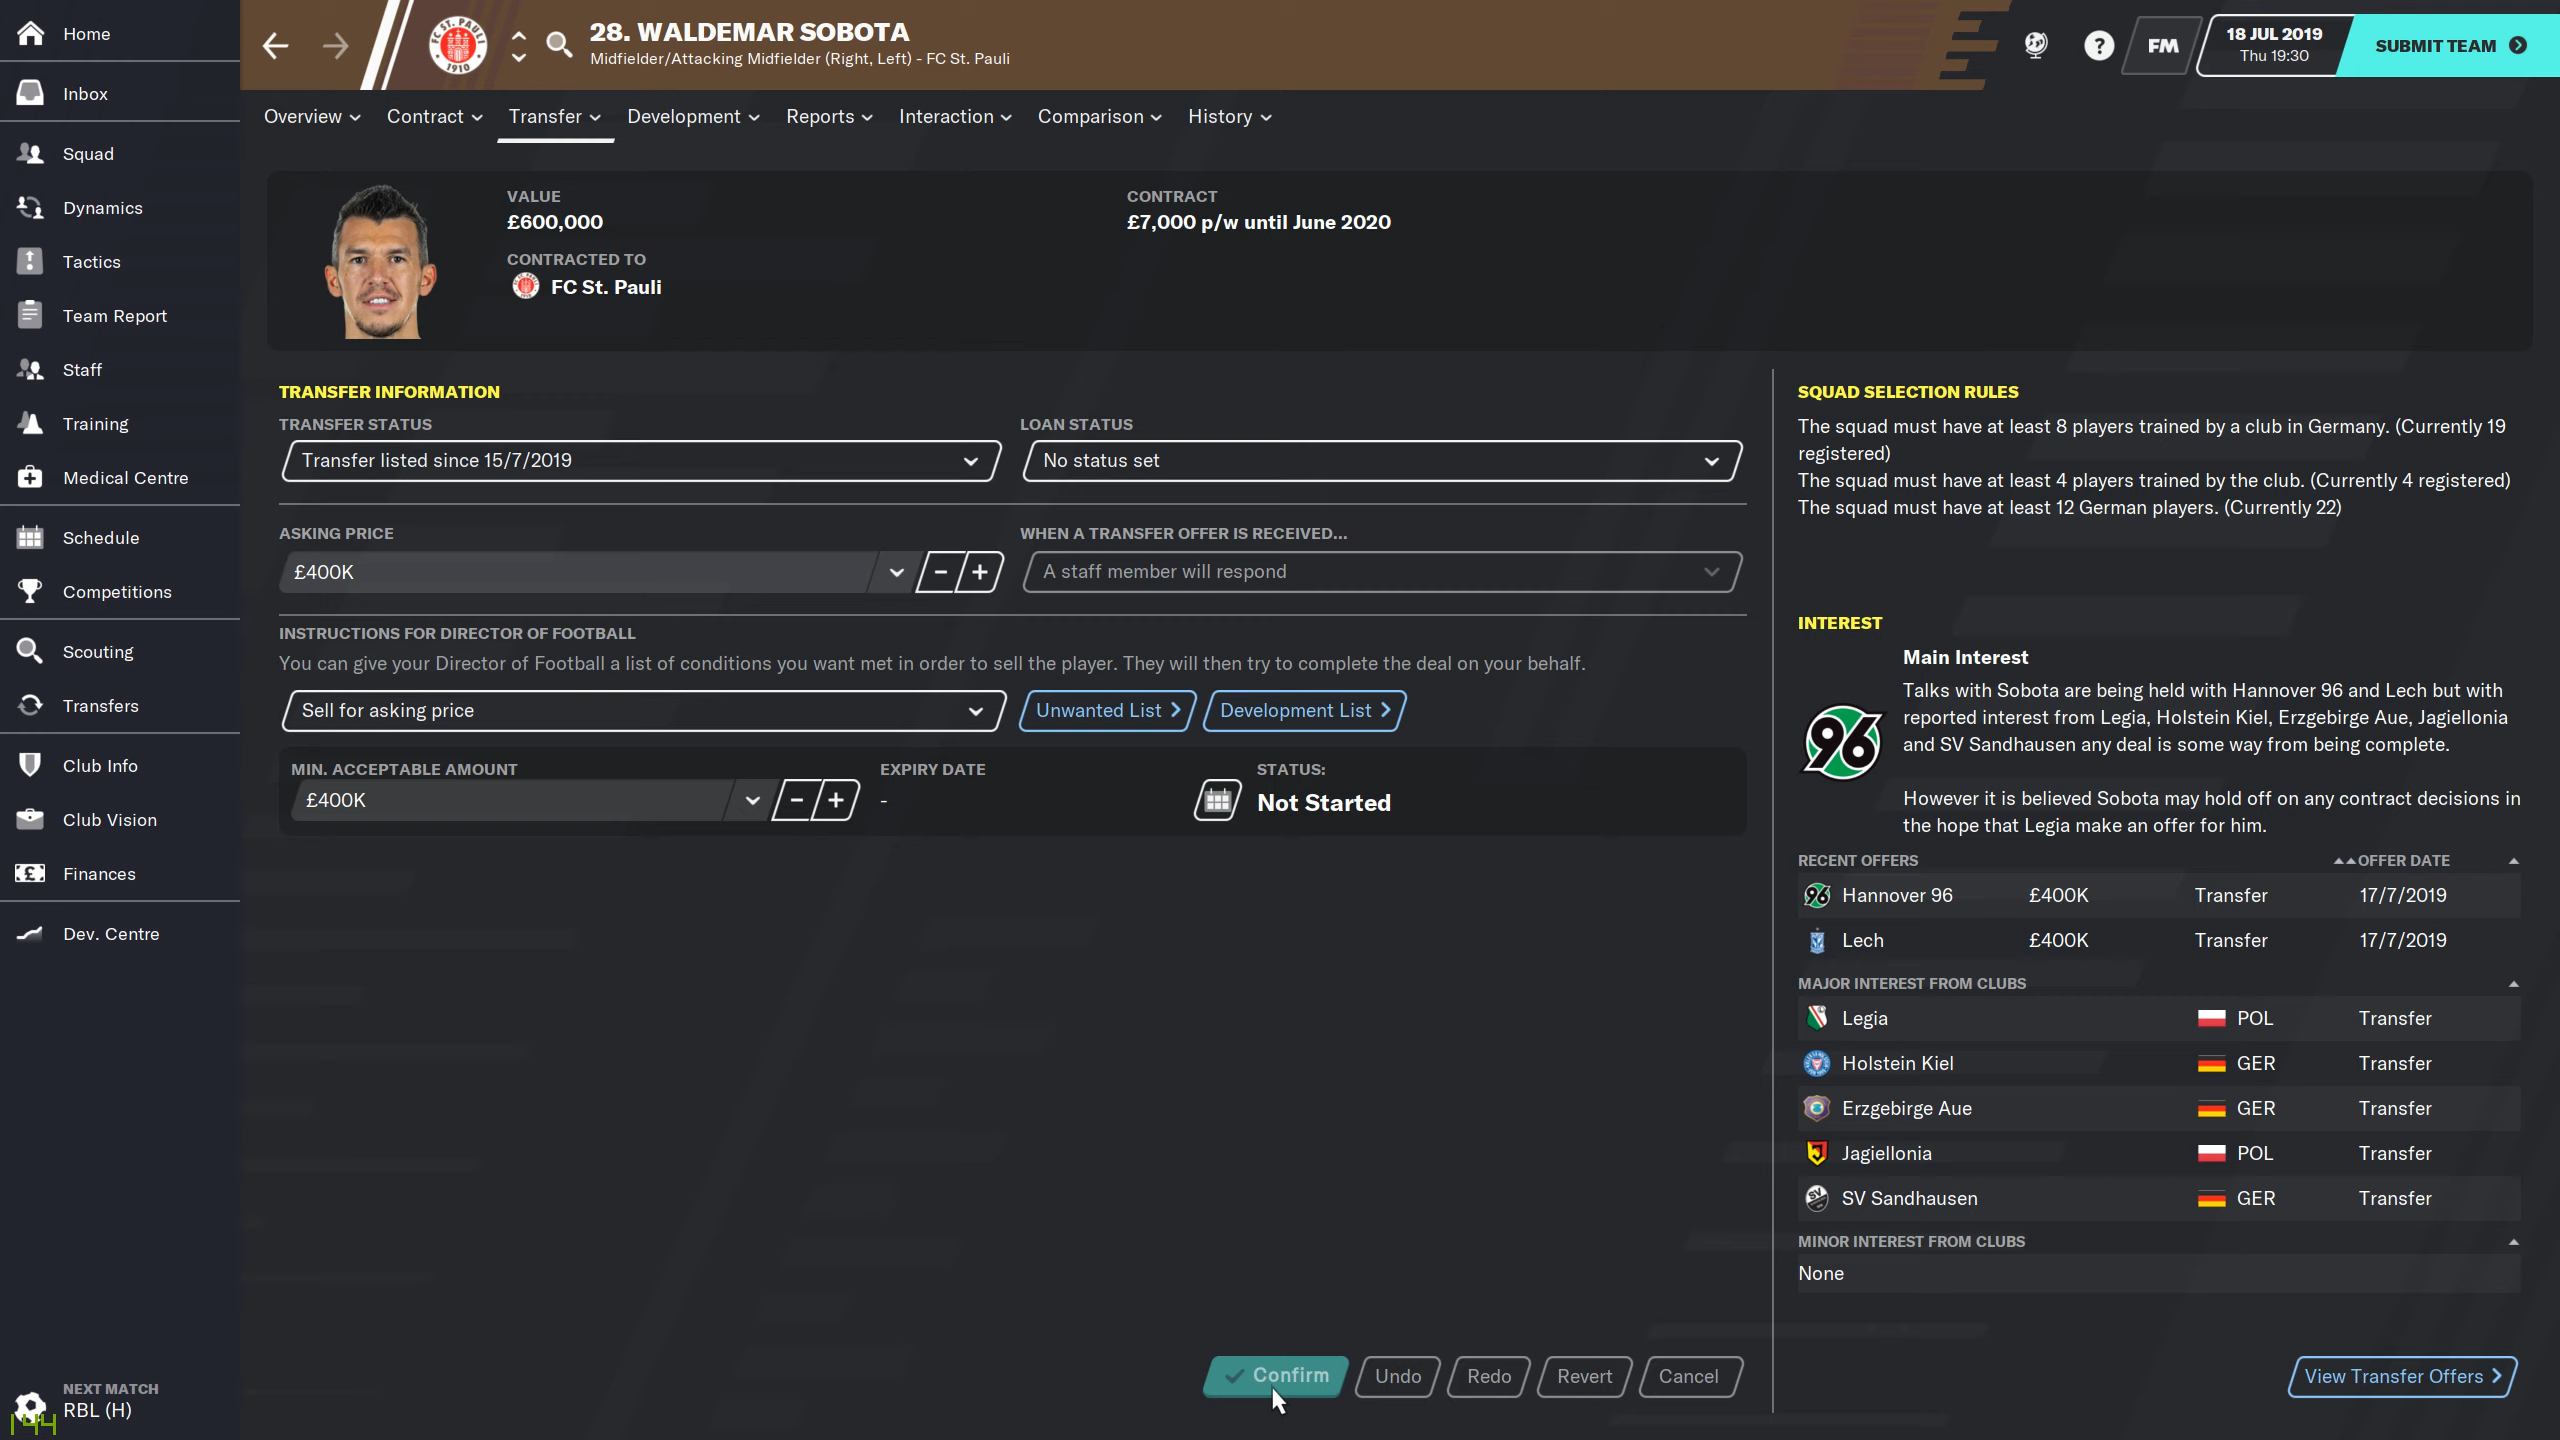 Home
Inbox
Squad
Dynamics
Tactics
Team Report
Staff
Training
Medical Centre
Schedule
Competitions
Scouting
Transfers
Club Info
Club Vision
Finances
Dev. Centre
NEXT MATCH
RBL (H)
144
FC ST. PAULI
1910
28. WALDEMAR SOBOTA
Midfielder/Attacking Midfielder (Right, Left) - FC St. Pauli
?
FM
18 JUL 2019
Thu 19:30
SUBMIT TEAM
Overview
Contract
Transfer
Development
Reports
Interaction
Comparison
History
VALUE
£600,000
CONTRACTED TO
FC St. Pauli
CONTRACT
£7,000 p/w until June 2020
TRANSFER INFORMATION
TRANSFER STATUS
Transfer listed since 15/7/2019
LOAN STATUS
No status set
ASKING PRICE
£400K
WHEN A TRANSFER OFFER IS RECEIVED...
A staff member will respond
INSTRUCTIONS FOR DIRECTOR OF FOOTBALL
You can give your Director of Football a list of conditions you want met in order to sell the player. They will then try to complete the deal on your behalf.
Sell for asking price
Unwanted List
Development List
MIN. ACCEPTABLE AMOUNT
£400K
EXPIRY DATE
-
STATUS:
Not Started
Confirm
Undo
Redo
Revert
Cancel
SQUAD SELECTION RULES
The squad must have at least 8 players trained by a club in Germany. (Currently 19
registered)
The squad must have at least 4 players trained by the club. (Currently 4 registered)
The squad must have at least 12 German players. (Currently 22)
INTEREST
Main Interest
96
Talks with Sobota are being held with Hannover 96 and Lech but with
reported interest from Legia, Holstein Kiel, Erzgebirge Aue, Jagiellonia
and SV Sandhausen any deal is some way from being complete.
However it is believed Sobota may hold off on any contract decisions in
the hope that Legia make an offer for him.
RECENT OFFERS OFFER DATE
Hannover 96 £400K Transfer 17/7/2019
Lech £400K Transfer 17/7/2019
MAJOR INTEREST FROM CLUBS
Legia POL Transfer
Holstein Kiel GER Transfer
Erzgebirge Aue GER Transfer
Jagiellonia POL Transfer
SV Sandhausen GER Transfer
MINOR INTEREST FROM CLUBS
None
View Transfer Offers